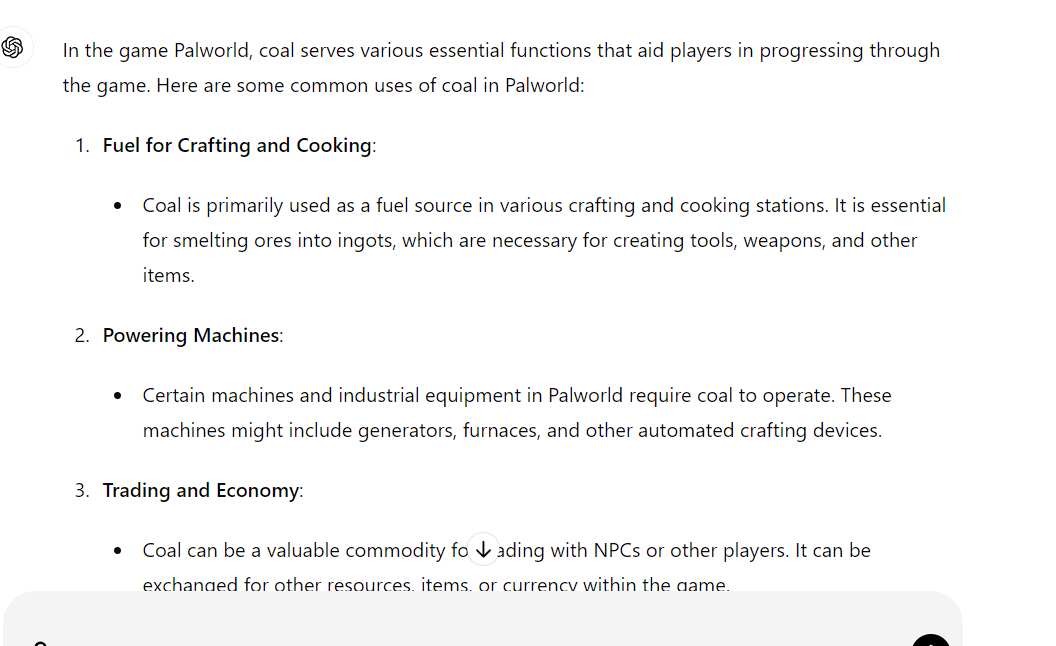 In the game Palworld, coal serves various essential functions that aid players in progressing through
the game. Here are some common uses of coal in Palworld:
1. Fuel for Crafting and Cooking:
• Coal is primarily used as a fuel source in various crafting and cooking stations. It is essential
for smelting ores into ingots, which are necessary for creating tools, weapons, and other
items.
2. Powering Machines:
• Certain machines and industrial equipment in Palworld require coal to operate. These
machines might include generators, furnaces, and other automated crafting devices.
3. Trading and Economy:
• Coal can be a valuable commodity fo ading with NPCs or other players. It can be
exchanged for other resources, items, or currency within the game.